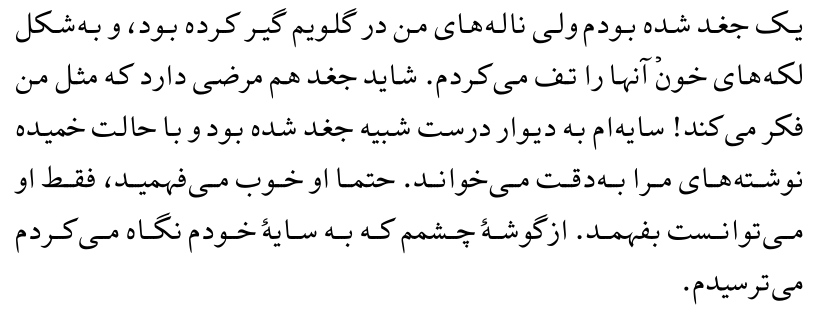 یک جغد شده بودم ولی ناله‌های من در گلویم گیر کرده بود، و به‌شکل
لکه‌های خونْ آنها را تف می‌کردم. شاید جغد هم مرضی دارد که مثل من
فکر می‌کند! سایه‌ام به دیوار درست شبیه جغد شده بود و با حالت خمیده
نوشته‌های مرا به‌دقت می‌خواند. حتما او خوب می‌فهمید، فقط او
می‌توانست بفهمد. از گوشهٔ چشمم که به سایهٔ خودم نگاه می‌کردم
می‌ترسیدم.